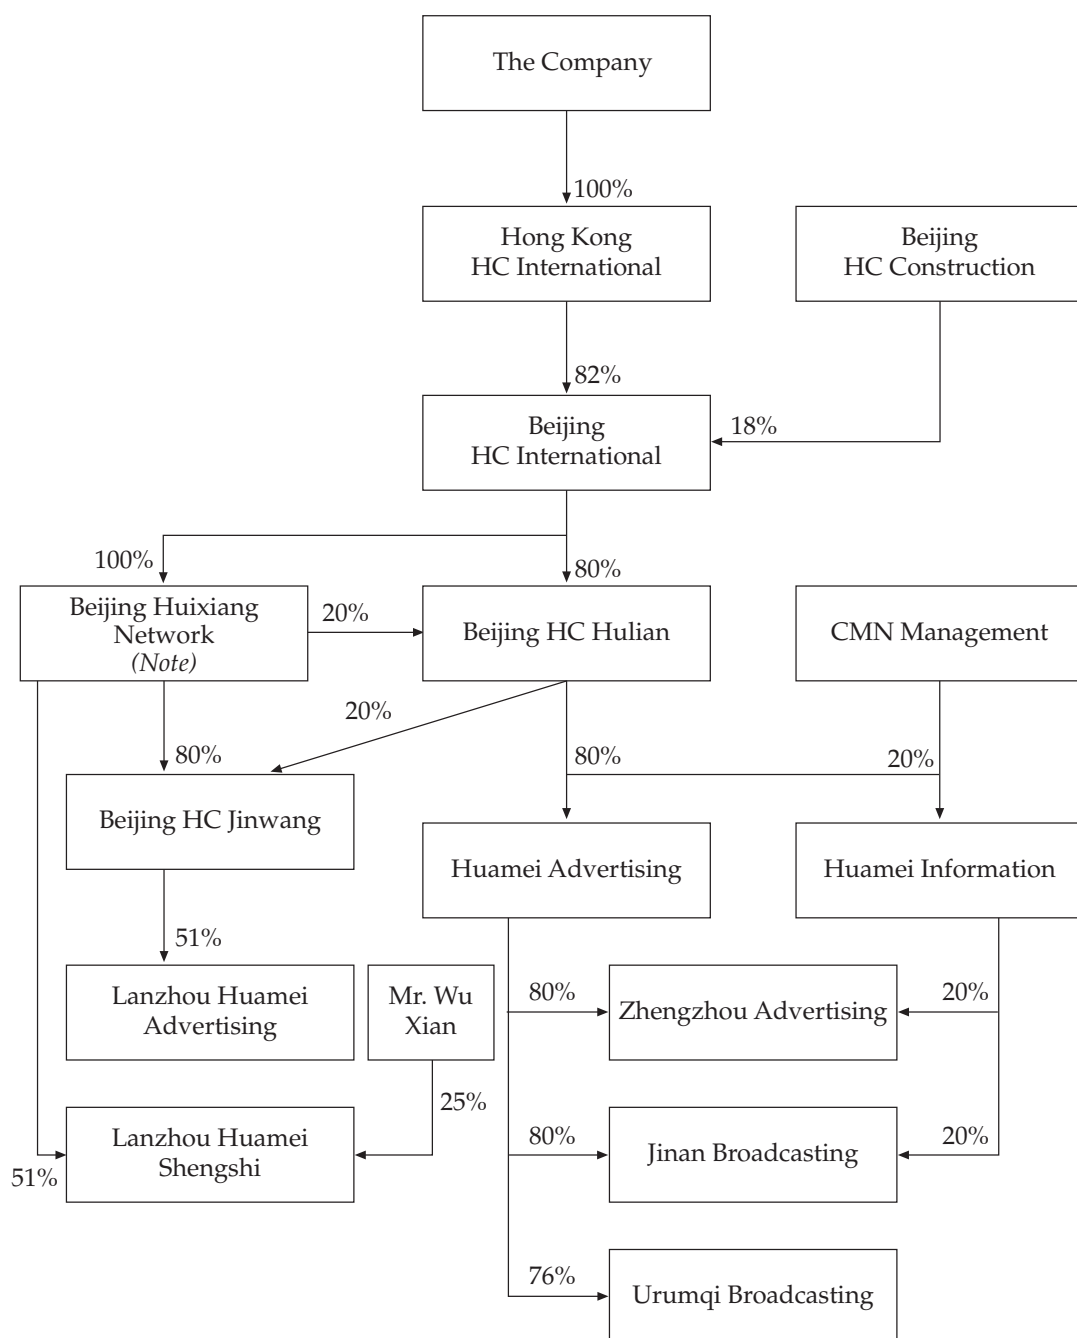 The Company
100%
Hong Kong
HC International
Beijing
HC Construction
82%
Beijing
HC International
18%
100%
80%
Beijing Huixiang
Network
(Note)
20%
Beijing HC Hulian
CMN Management
20%
80%
80%
20%
Beijing HC Jinwang
Huamei Advertising
Huamei Information
51%
Lanzhou Huamei
Advertising
Mr. Wu
Xian
80%
Zhengzhou Advertising
20%
25%
Lanzhou Huamei
Shengshi
51%
80%
Jinan Broadcasting
20%
76%
Urumqi Broadcasting